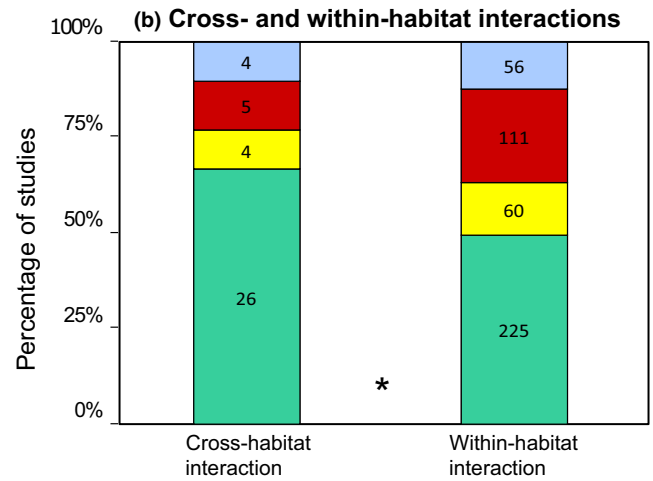 (b) Cross- and within-habitat interactions
Percentage of studies
100%
75%
50%
25%
0%
4
5
4
26
56
111
60
225
*
Cross-habitat
interaction
Within-habitat
interaction